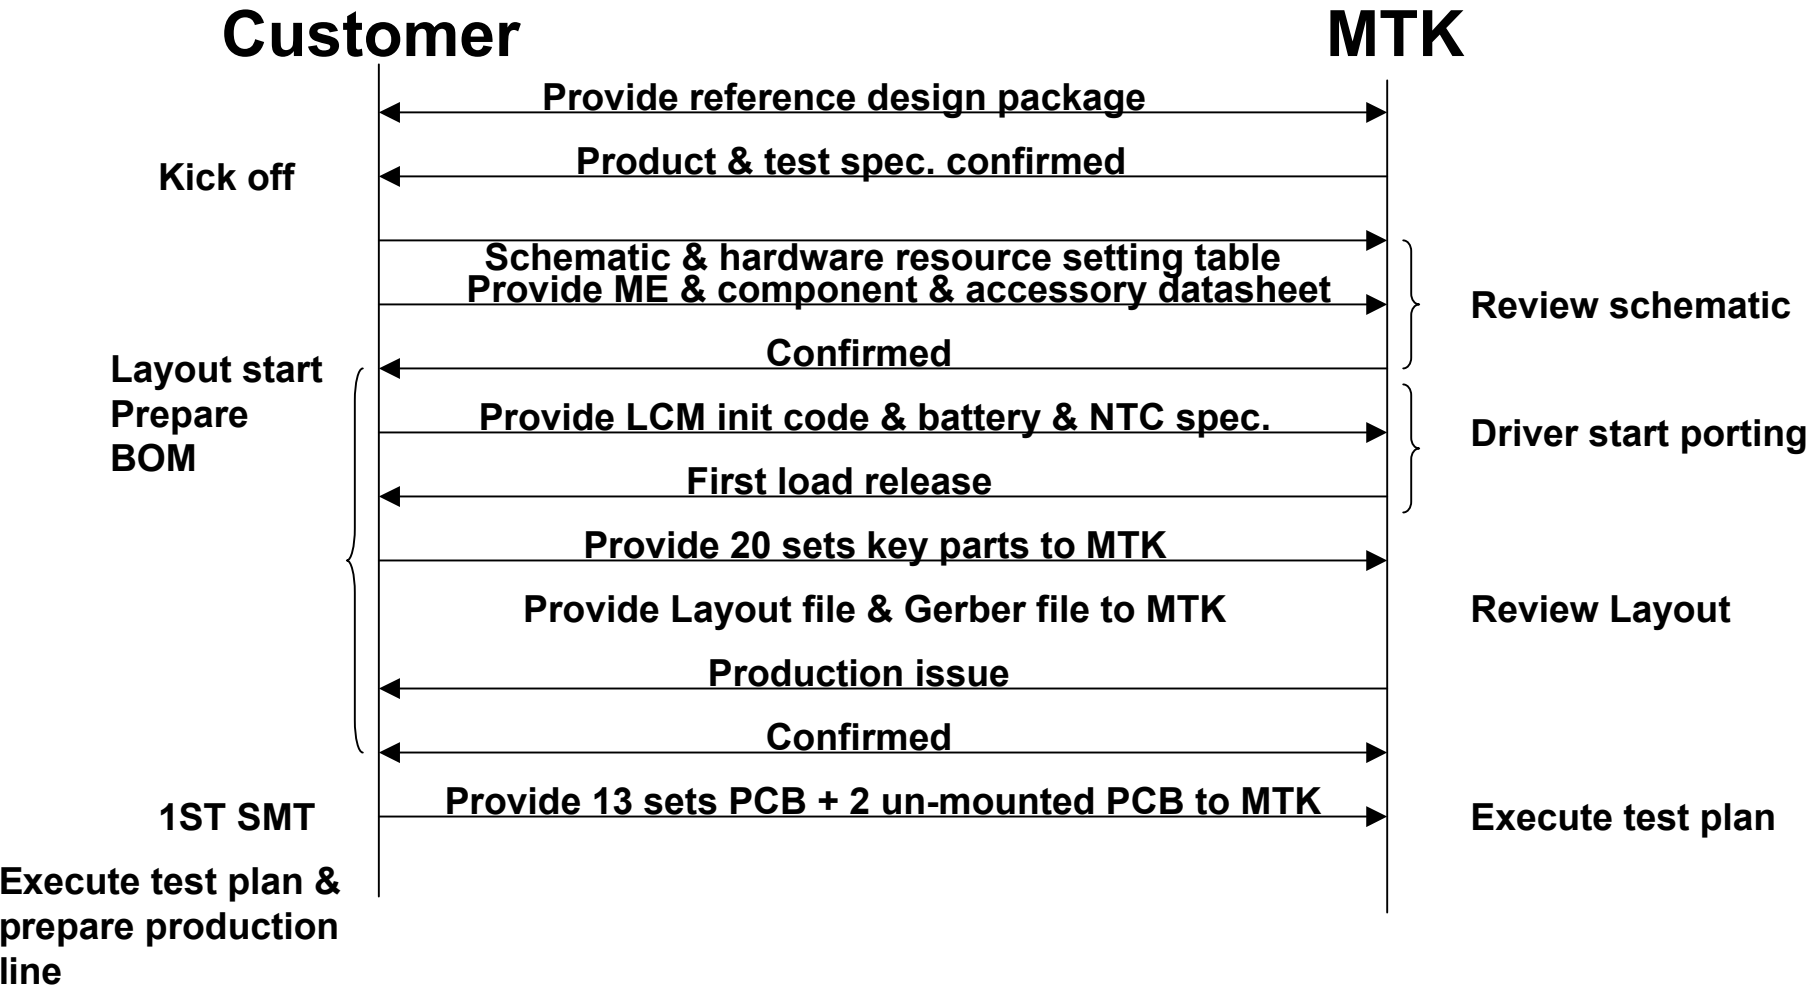 Customer
MTK
Provide reference design package
Product & test spec. confirmed
Kick off
Schematic & hardware resource setting table
Provide ME & component & accessory datasheet
Review schematic
Confirmed
Layout start
Prepare
BOM
Provide LCM init code & battery & NTC spec.
Driver start porting
First load release
Provide 20 sets key parts to MTK
Provide Layout file & Gerber file to MTK
Review Layout
Production issue
Confirmed
Provide 13 sets PCB + 2 un-mounted PCB to MTK
1ST SMT
Execute test plan
Execute test plan &
prepare production
line